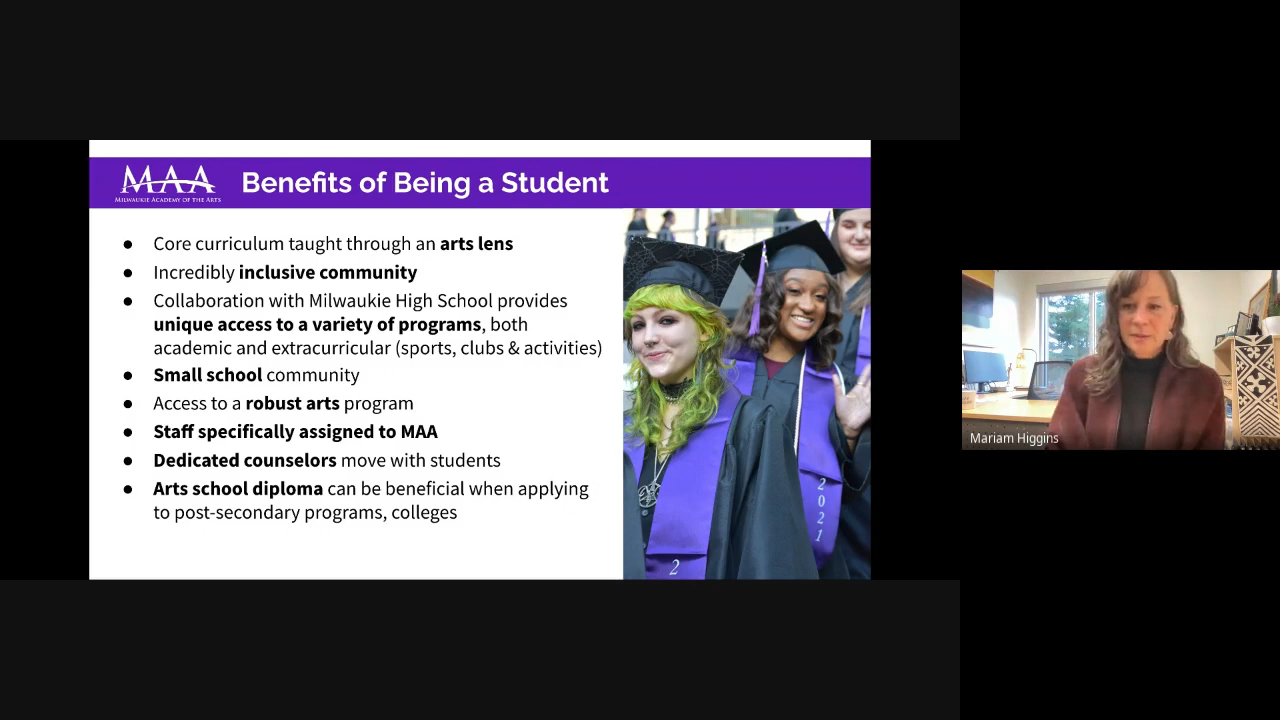 MAA
MILWAUKIE ACADEMY OF THE ARTS
Benefits of Being a Student
● Core curriculum taught through an arts lens
● Incredibly inclusive community
● Collaboration with Milwaukie High School provides
unique access to a variety of programs, both
academic and extracurricular (sports, clubs & activities)
● Small school community
● Access to a robust arts program
● Staff specifically assigned to MAA
● Dedicated counselors move with students
● Arts school diploma can be beneficial when applying
to post-secondary programs, colleges
2021
2
Mariam Higgins